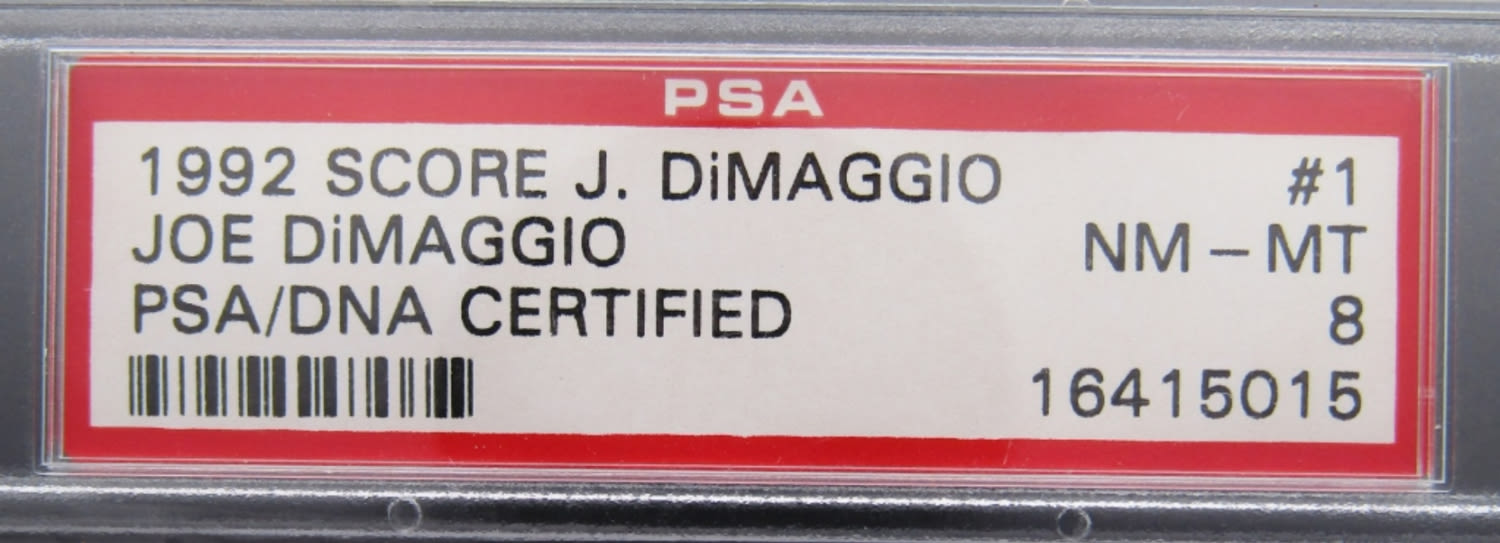 PSA
1992 SCORE J. DiMAGGIO #1
JOE DiMAGGIO NM - MT
PSA/DNA CERTIFIED 8
16415015